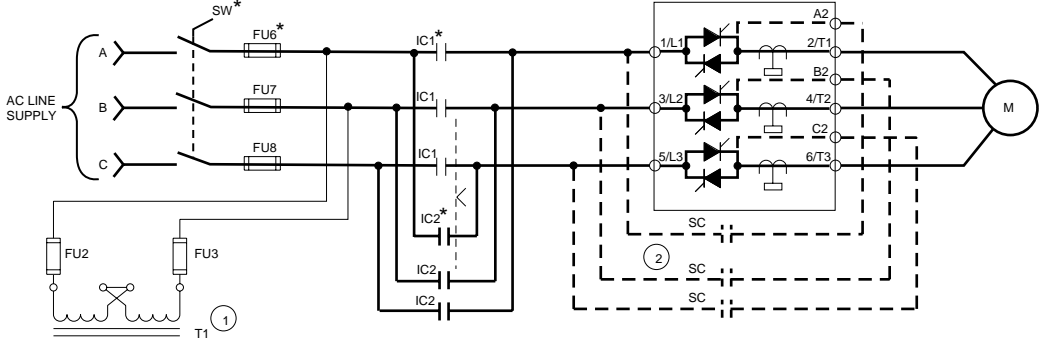 SW*
A2
FU6*
IC1*
1/L1
2/T1
A
B2
FU7
IC1
3/L2
4/T2
AC LINE
SUPPLY
B
M
C2
FU8
IC1
5/L3
6/T3
C
IC2*
SC
FU2
FU3
2
IC2
SC
IC2
SC
1
T1